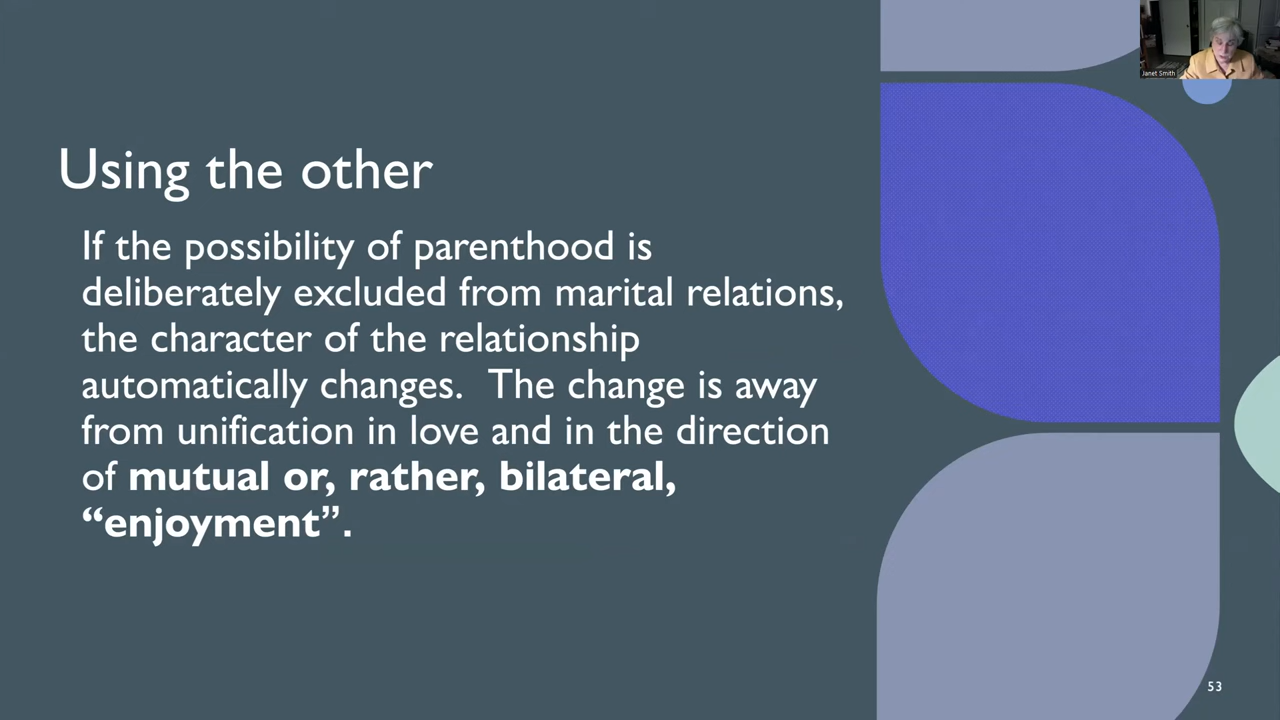 Janet Smith
Using the other
If the possibility of parenthood is
deliberately excluded from marital relations,
the character of the relationship
automatically changes.  The change is away
from unification in love and in the direction
of mutual or, rather, bilateral,
“enjoyment”.
53